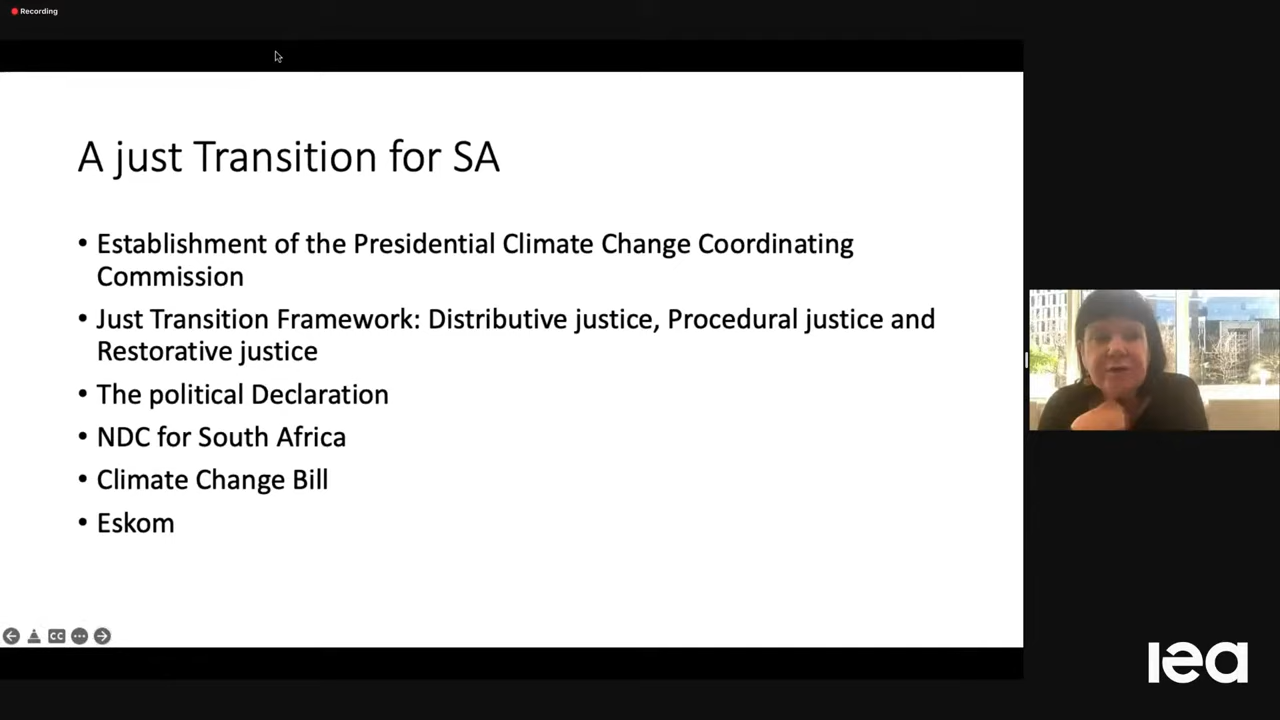 Recording
A just Transition for SA
• Establishment of the Presidential Climate Change Coordinating
Commission
• Just Transition Framework: Distributive justice, Procedural justice and
Restorative justice
• The political Declaration
• NDC for South Africa
• Climate Change Bill
• Eskom
CC
iea